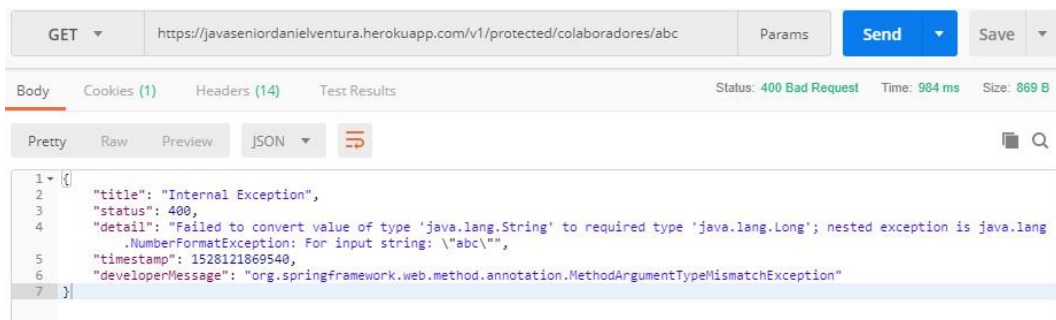 GET https://javaseniordanielventura.herokuapp.com/v1/protected/colaboradores/abc Params Send Save
Body Cookies (1) Headers (14) Test Results Status: 400 Bad Request Time: 984 ms Size: 869 B
Pretty Raw Preview JSON
1 {
2 "title": "Internal Exception",
3 "status": 400,
4 "detail": "Failed to convert value of type 'java.lang.String' to required type 'java.lang.Long'; nested exception is java.lang
.NumberFormatException: For input string: \"abc\"",
5 "timestamp": 1528121869540,
6 "developerMessage": "org.springframework.web.method.annotation.MethodArgumentTypeMismatchException"
7 }